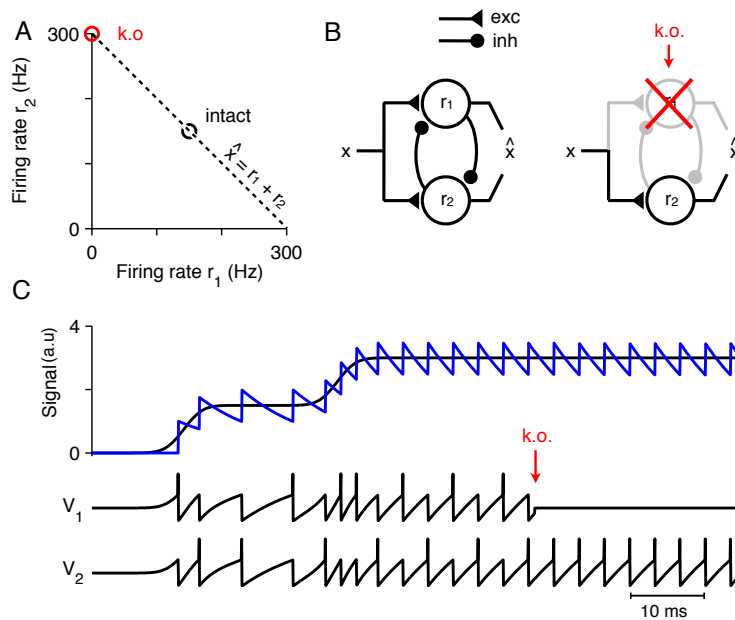 A
300
k.o
Firing rate r2 (Hz)
intact
x̂ = r1 + r2
0
0
300
Firing rate r1 (Hz)
B
exc
inh
k.o.
x
r1
r2
x̂
x
r2
x̂
C
4
Signal (a.u)
0
k.o.
V1
V2
10 ms